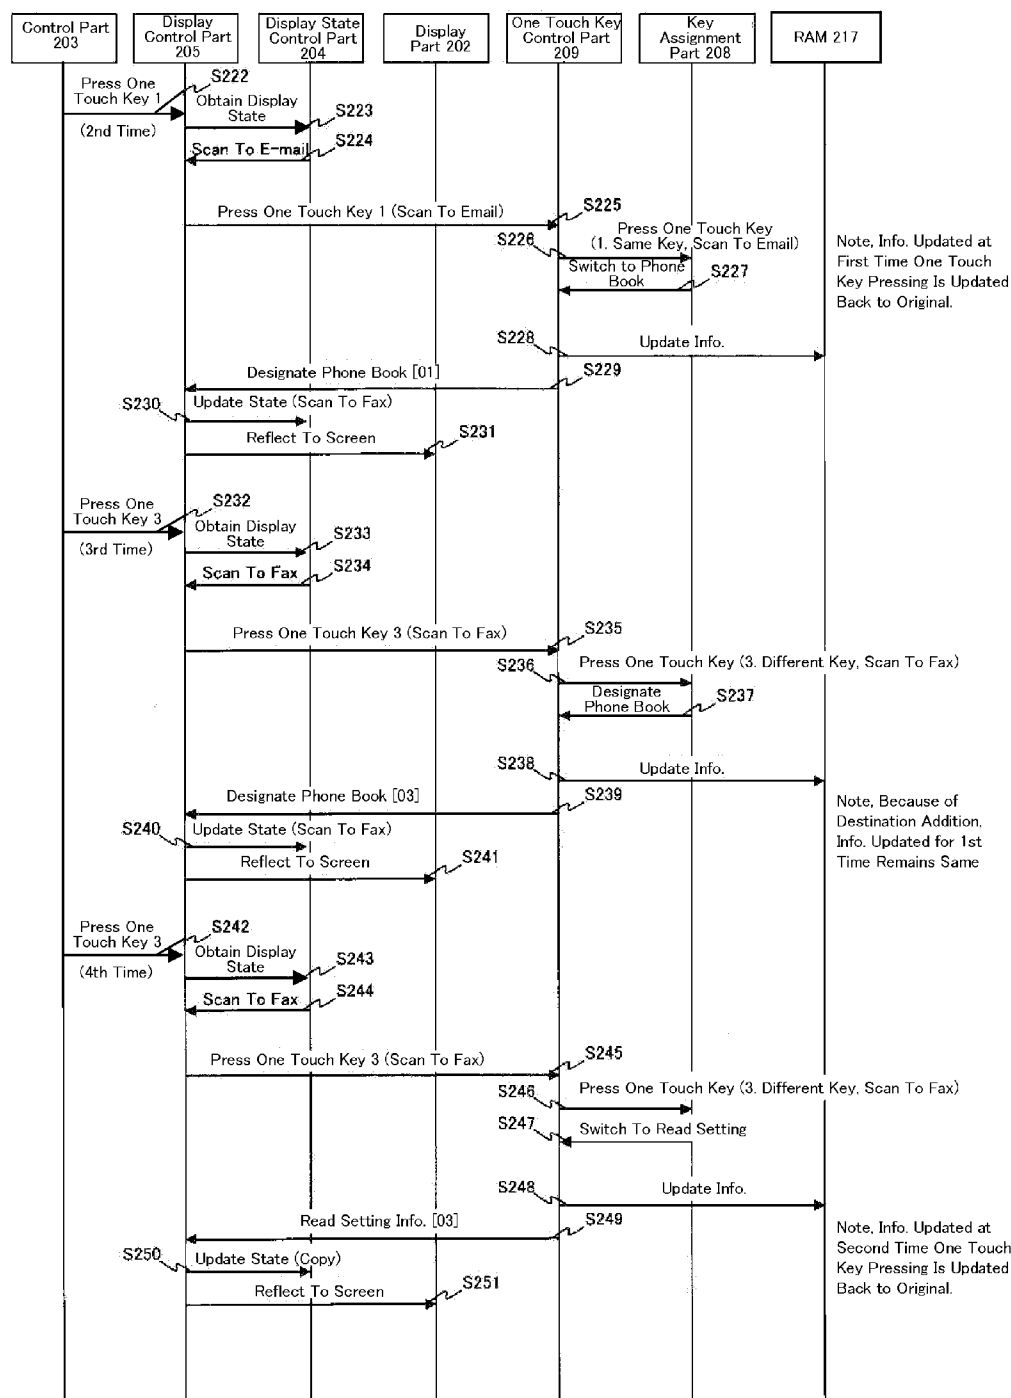 Control Part
203
Display
Control Part
205
Display State
Control Part
204
Display
Part 202
One Touch Key
Control Part
209
Key
Assignment
Part 208
RAM 217
Press One
Touch Key 1
S222
(2nd Time)
Obtain Display
State
S223
Scan To E-mail
S224
Press One Touch Key 1 (Scan To Email)
S225
S226
Press One Touch Key
(1. Same Key, Scan To Email)
Switch to Phone
Book
S227
Note, Info. Updated at
First Time One Touch
Key Pressing Is Updated
Back to Original.
S228
Update Info.
Designate Phone Book [01]
S229
S230
Update State (Scan To Fax)
Reflect To Screen
S231
Press One
Touch Key 3
S232
(3rd Time)
Obtain Display
State
S233
Scan To Fax
S234
Press One Touch Key 3 (Scan To Fax)
S235
S236
Press One Touch Key (3. Different Key, Scan To Fax)
Designate
Phone Book
S237
S238
Update Info.
Designate Phone Book [03]
S239
Note, Because of
Destination Addition,
Info. Updated for 1st
Time Remains Same
S240
Update State (Scan To Fax)
Reflect To Screen
S241
Press One
Touch Key 3
S242
(4th Time)
Obtain Display
State
S243
Scan To Fax
S244
Press One Touch Key 3 (Scan To Fax)
S245
S246
Press One Touch Key (3. Different Key, Scan To Fax)
S247
Switch To Read Setting
S248
Update Info.
Read Setting Info. [03]
S249
Note, Info. Updated at
Second Time One Touch
Key Pressing Is Updated
Back to Original.
S250
Update State (Copy)
Reflect To Screen
S251